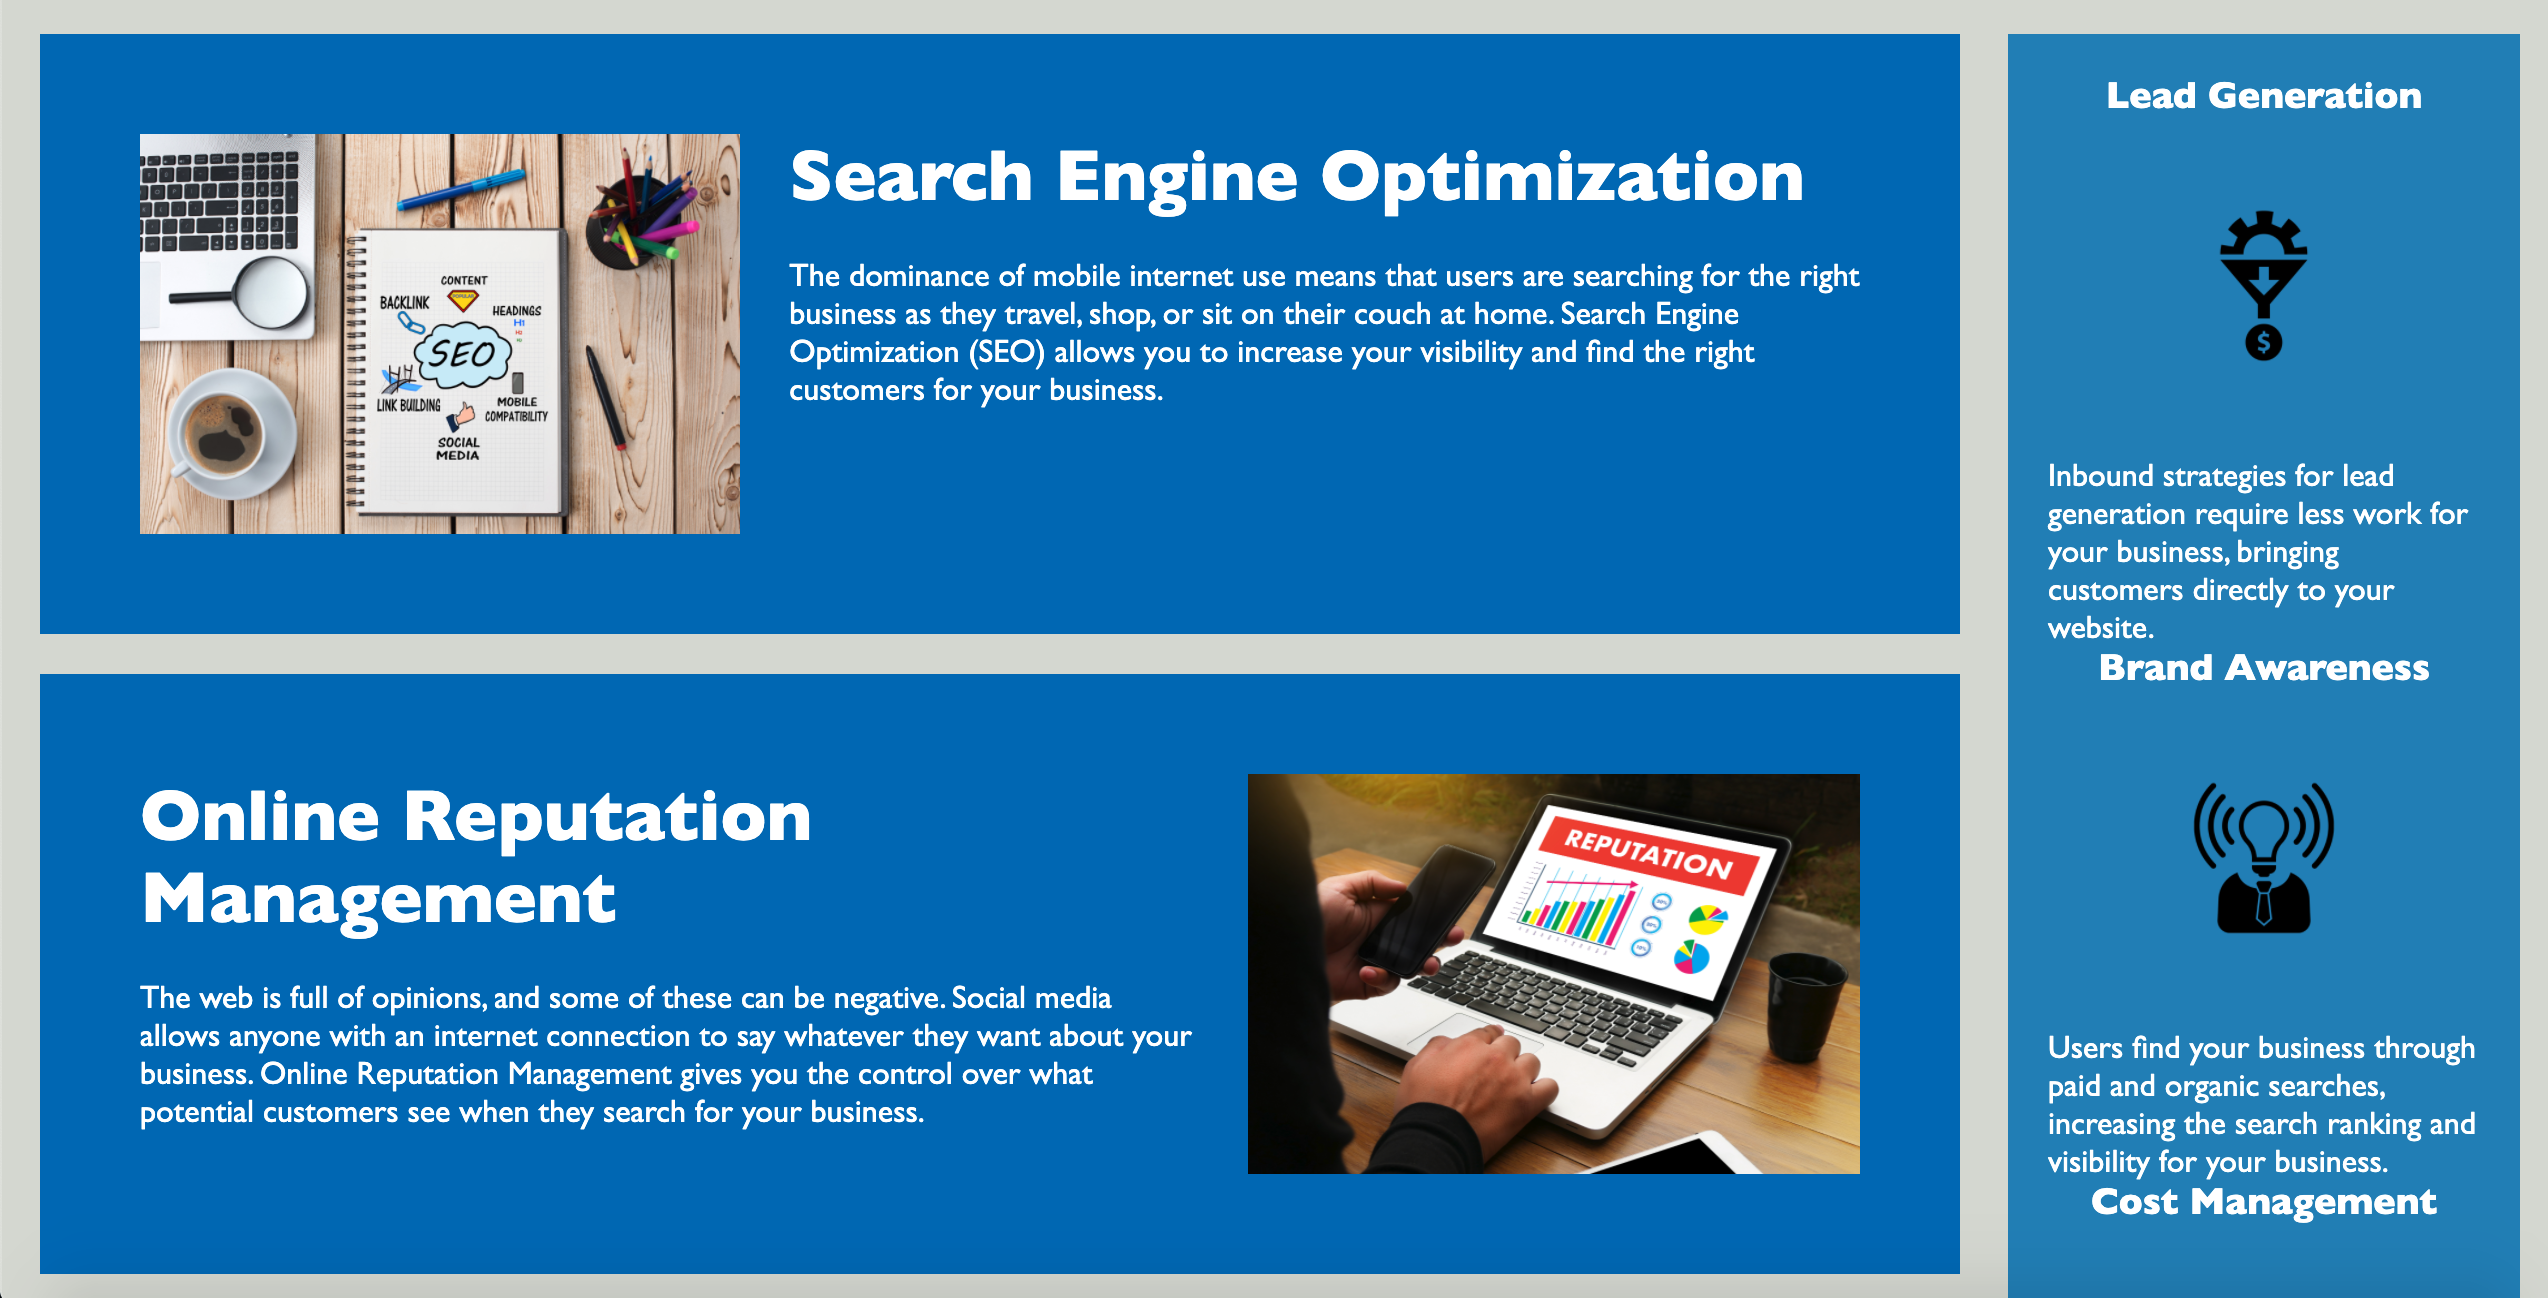 Search Engine Optimization
The dominance of mobile internet use means that users are searching for the right
business as they travel, shop, or sit on their couch at home. Search Engine
Optimization (SEO) allows you to increase your visibility and find the right
customers for your business.
CONTENT
POPULAR
BACKLINK
HEADINGS
H1
SEO
LINK BUILDING
MOBILE
COMPATIBILITY
SOCIAL
MEDIA
Online Reputation
Management
The web is full of opinions, and some of these can be negative. Social media
allows anyone with an internet connection to say whatever they want about your
business. Online Reputation Management gives you the control over what
potential customers see when they search for your business.
REPUTATION
Lead Generation
$
Inbound strategies for lead
generation require less work for
your business, bringing
customers directly to your
website.
Brand Awareness
Users find your business through
paid and organic searches,
increasing the search ranking and
visibility for your business.
Cost Management